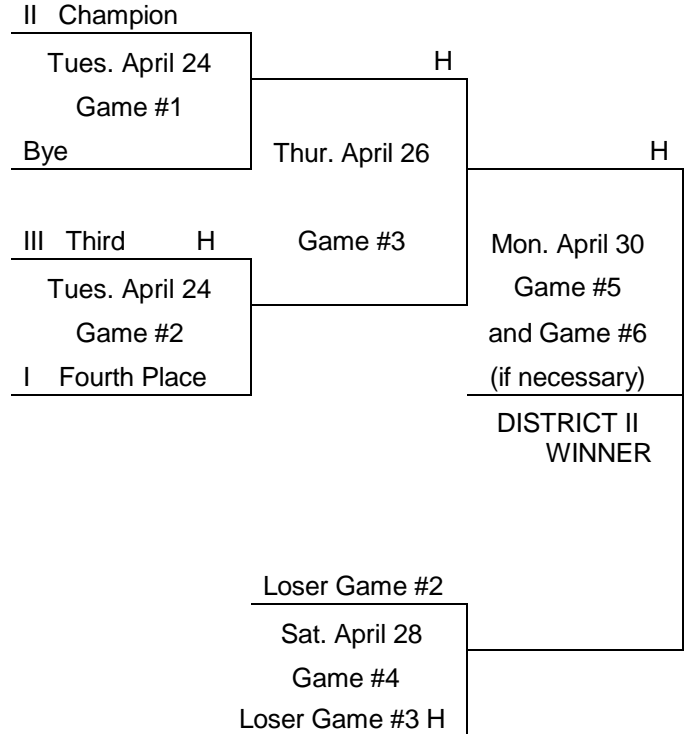 II Champion
Tues. April 24
Game #1
Bye
H
Thur. April 26
Game #3
III Third H
Tues. April 24
Game #2
I Fourth Place
H
Mon. April 30
Game #5
and Game #6
(if necessary)
DISTRICT II
WINNER
Loser Game #2
Sat. April 28
Game #4
Loser Game #3 H